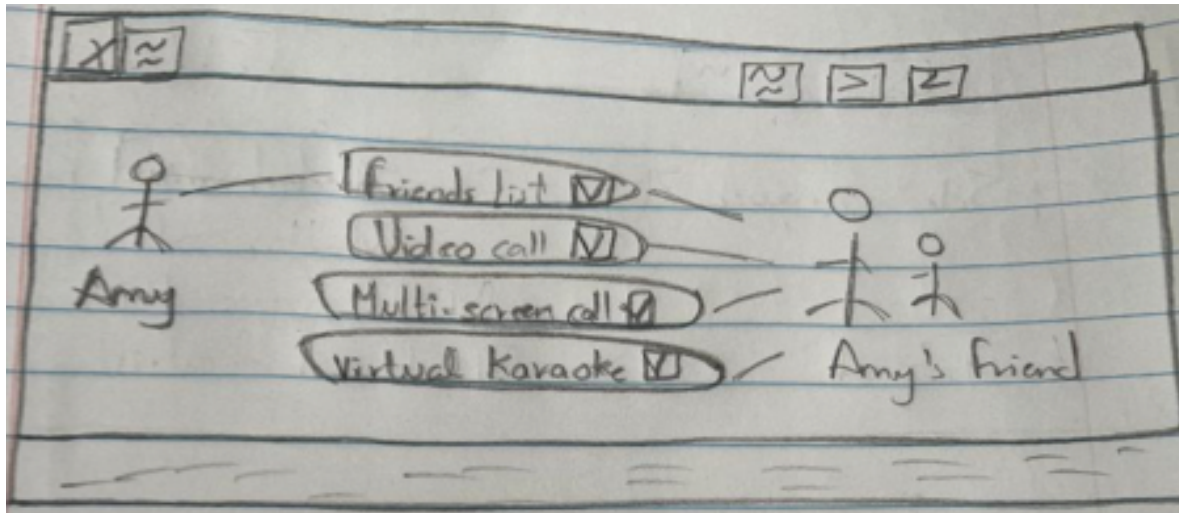 X ≈
≈ > <
Friends list
Video call
Multi-screen call
Virtual Karaoke
Amy
Amy's friend